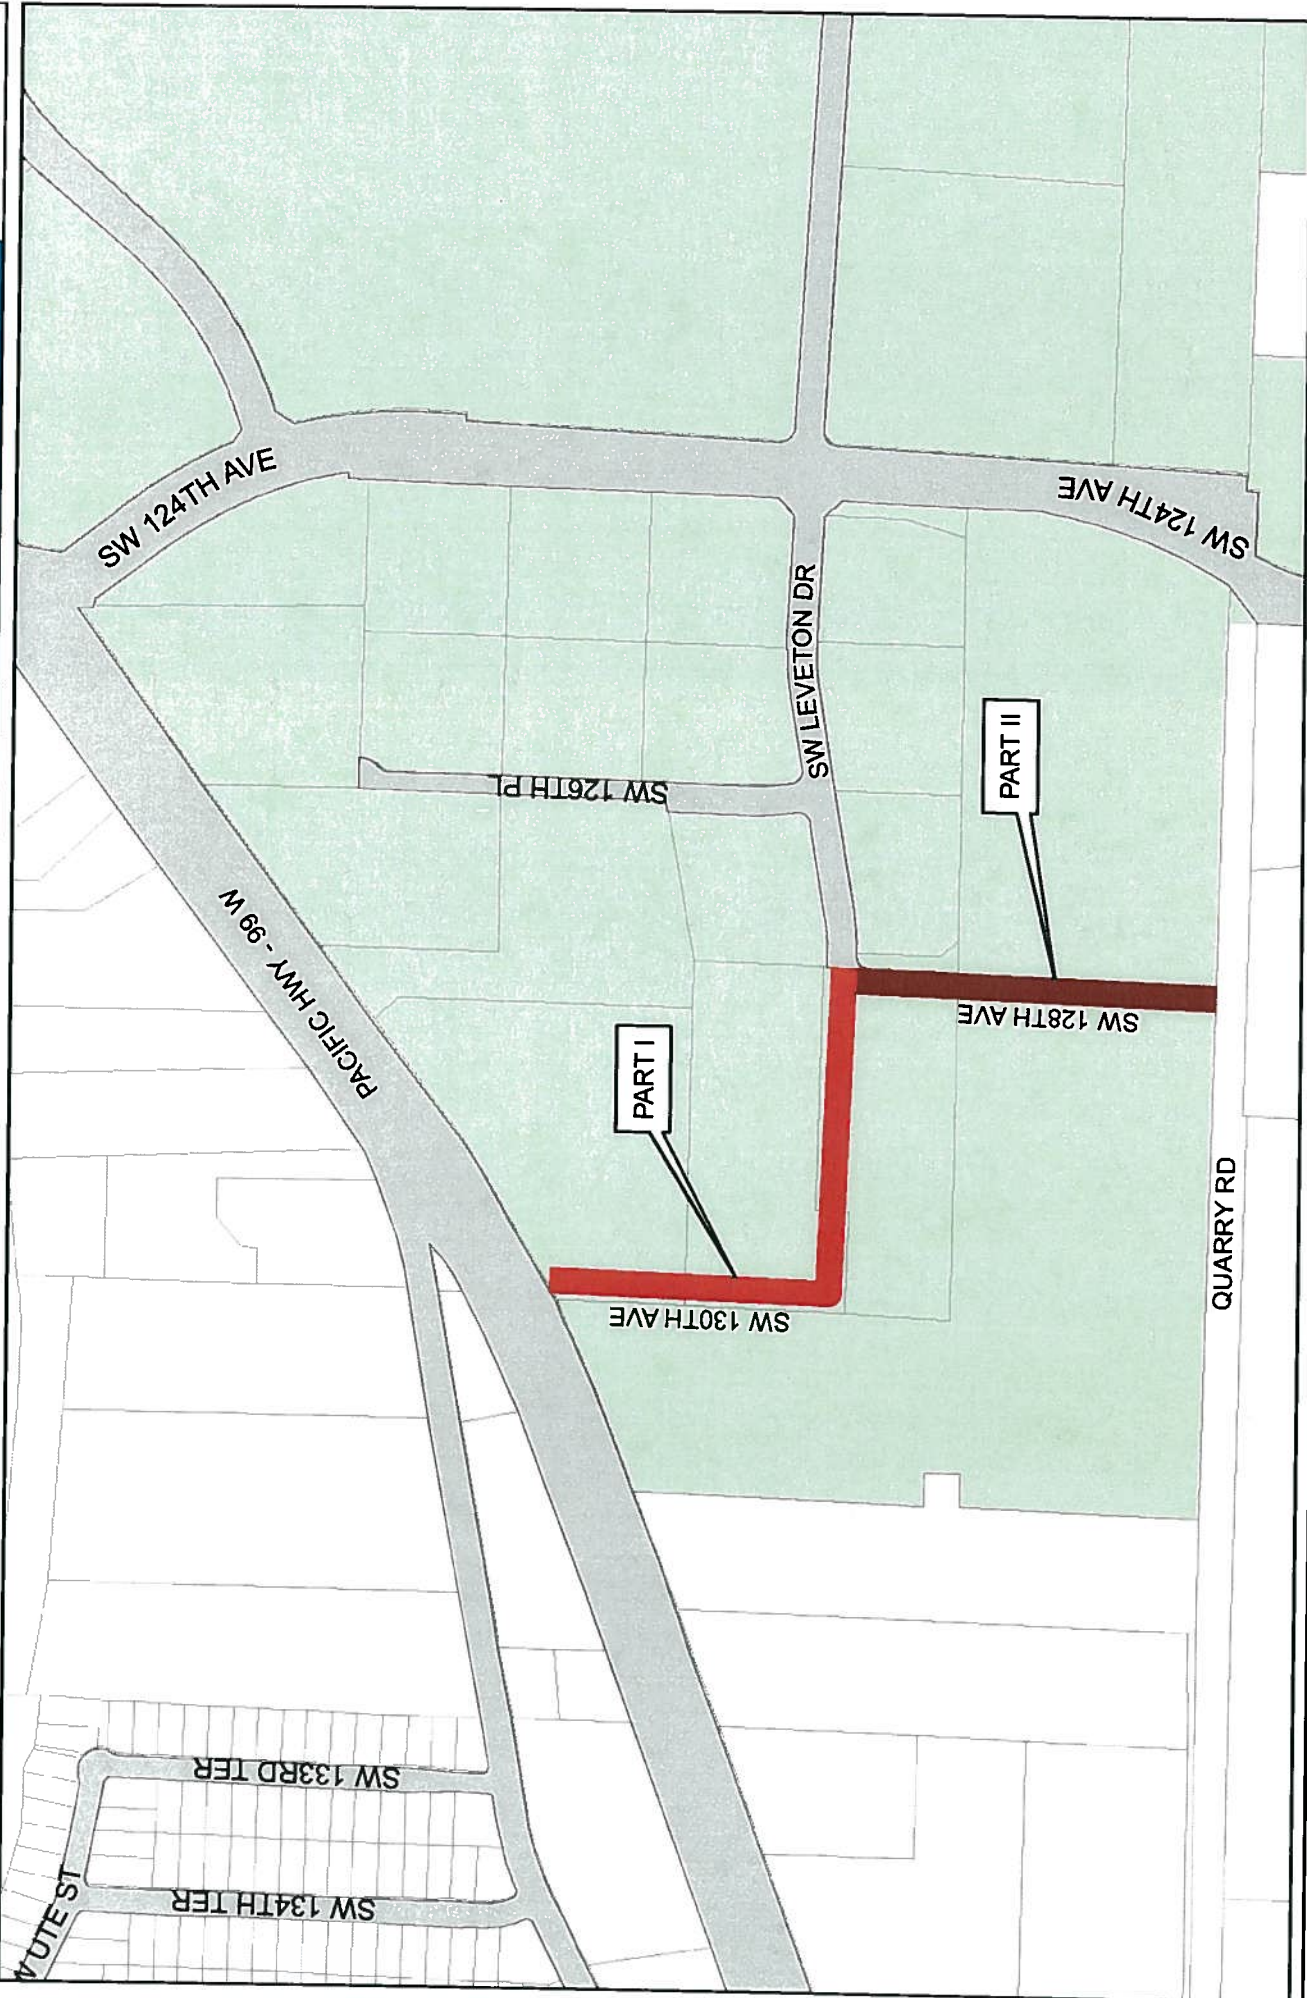 SW 124TH AVE
SW 124TH AVE
SW LEVETON DR
PART II
SW 126TH PL
PACIFIC HWY - 99 W
SW 128TH AVE
PART I
SW 130TH AVE
QUARRY RD
SW 133RD TER
SW 134TH TER
W UTE ST